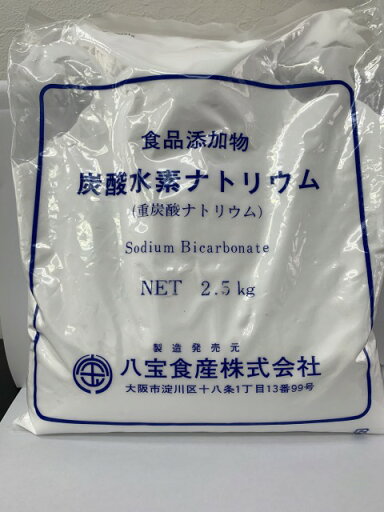 食品添加物
炭酸水素ナトリウム
(重炭酸ナトリウム)
Sodium Bicarbonate
NET 2.5kg
製造発売元
八宝食産株式会社
大阪市淀川区十八条1丁目13番99号